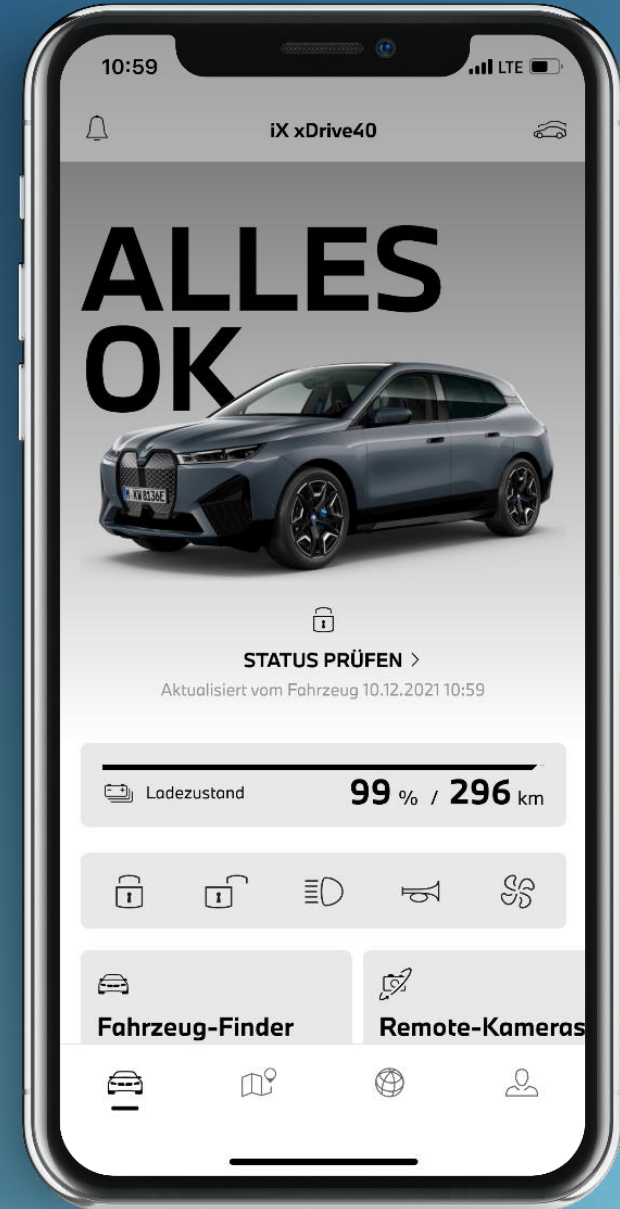 10:59
LTE
iX xDrive40
ALLES
OK
M KW 8136E
STATUS PRÜFEN >
Aktualisiert vom Fahrzeug 10.12.2021 10:59
Ladezustand 99 % / 296 km
Fahrzeug-Finder
Remote-Kameras